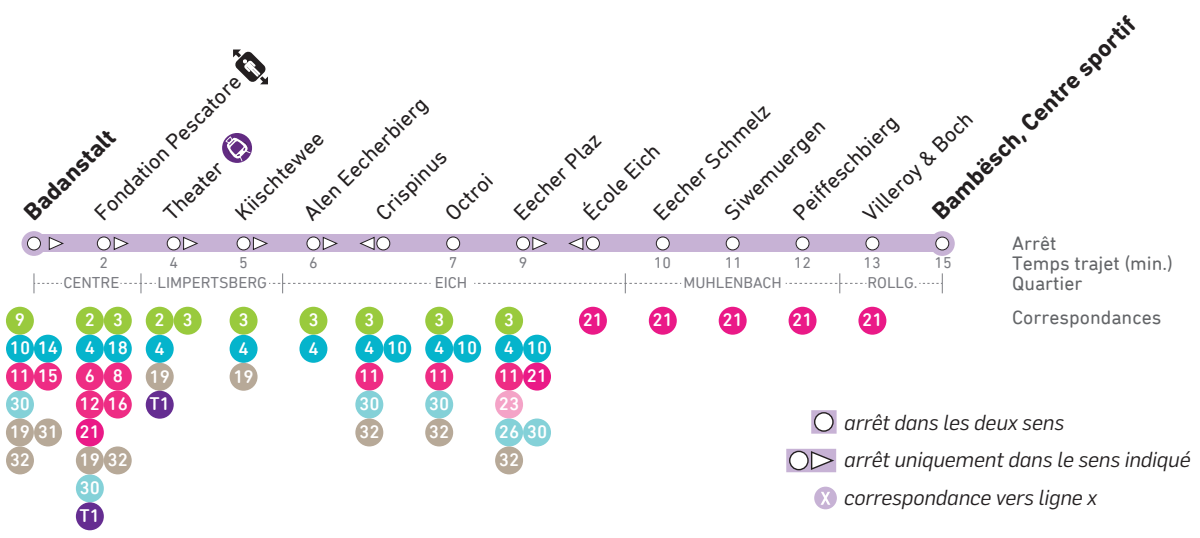 Badanstalt
Fondation Pescatore
Theater
Kiischtewee
Alen Eecherbierg
Crispinus
Octroi
Eecher Plaz
École Eich
Eecher Schmelz
Siwemuergen
Peiffeschbierg
Villeroy & Boch
Bambësch, Centre sportif
Arrêt
2 4 5 6 7 9 10 11 12 13 15 Temps trajet (min.)
CENTRE LIMPERTSBERG EICH MUHLENBACH ROLLG. Quartier
9 2 3 2 3 3 3 3 3 3 21 21 21 21 21 Correspondances
10 14 4 18 4 4 4 4 10 4 10 4 10
11 15 6 8 19 19 11 11 11 21
30 12 16 T1 30 30 23
19 31 21 32 32 26 30
32 19 32 32
30
T1
arrêt dans les deux sens
arrêt uniquement dans le sens indiqué
X correspondance vers ligne x